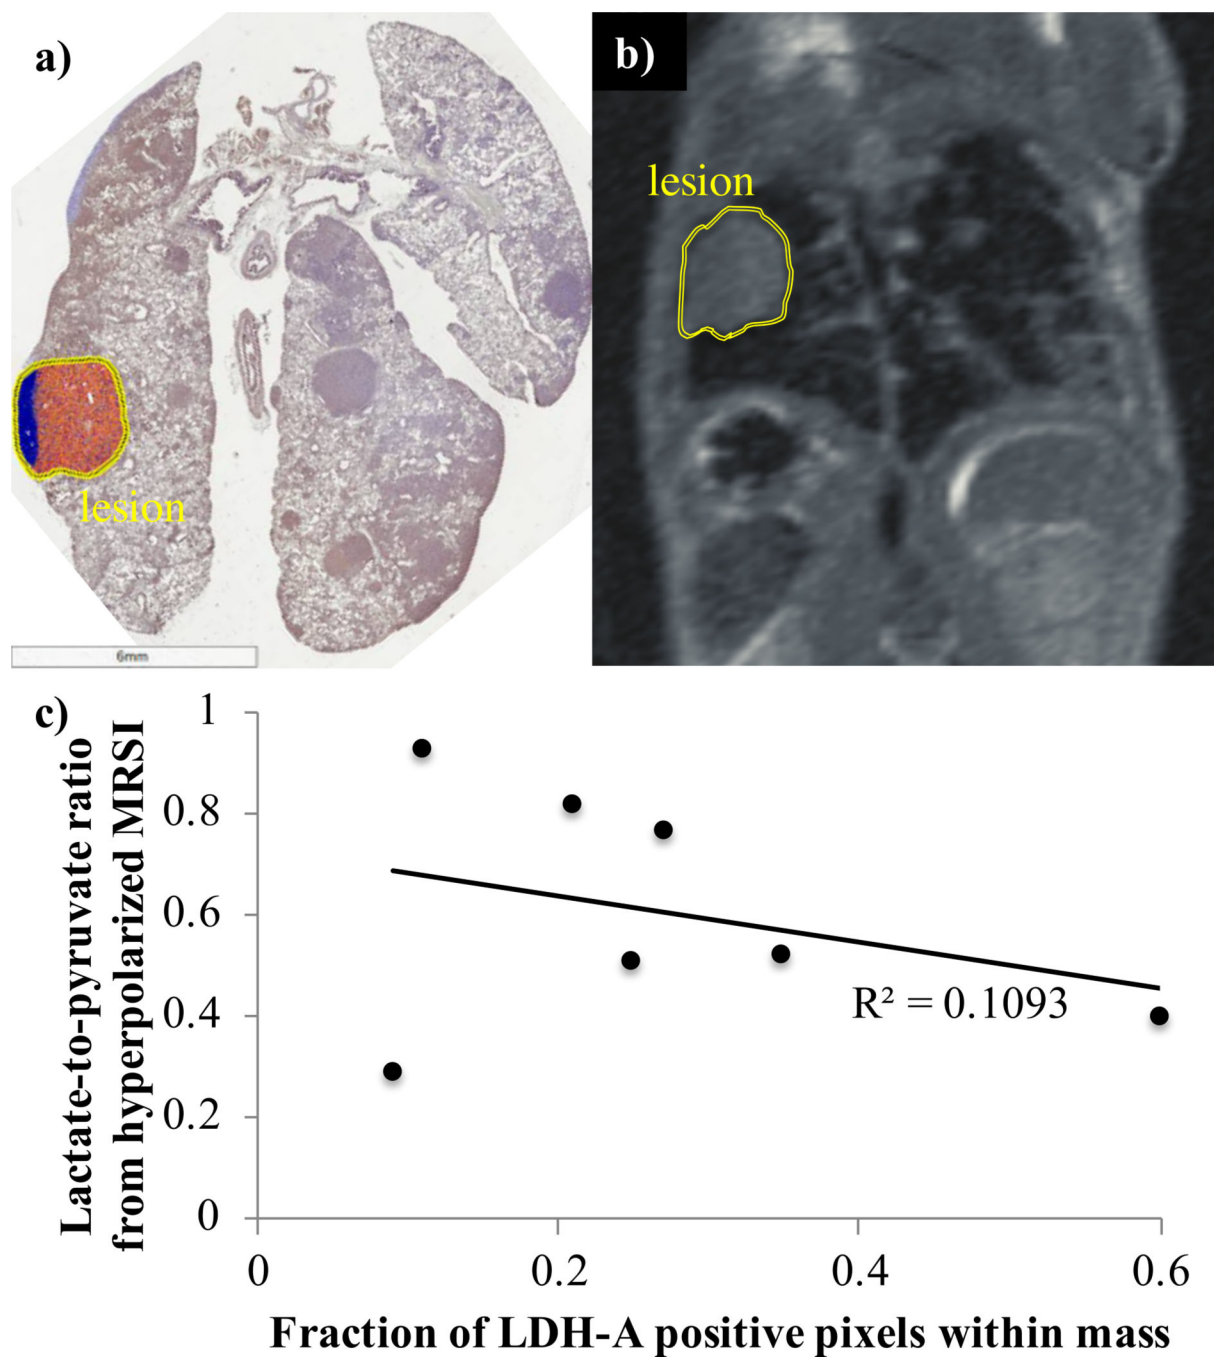 a)
lesion
6mm
b)
lesion
c)
Lactate-to-pyruvate ratio
from hyperpolarized MRSI
1
0.8
0.6
0.4
0.2
0
R² = 0.1093
0
0.2
0.4
0.6
Fraction of LDH-A positive pixels within mass